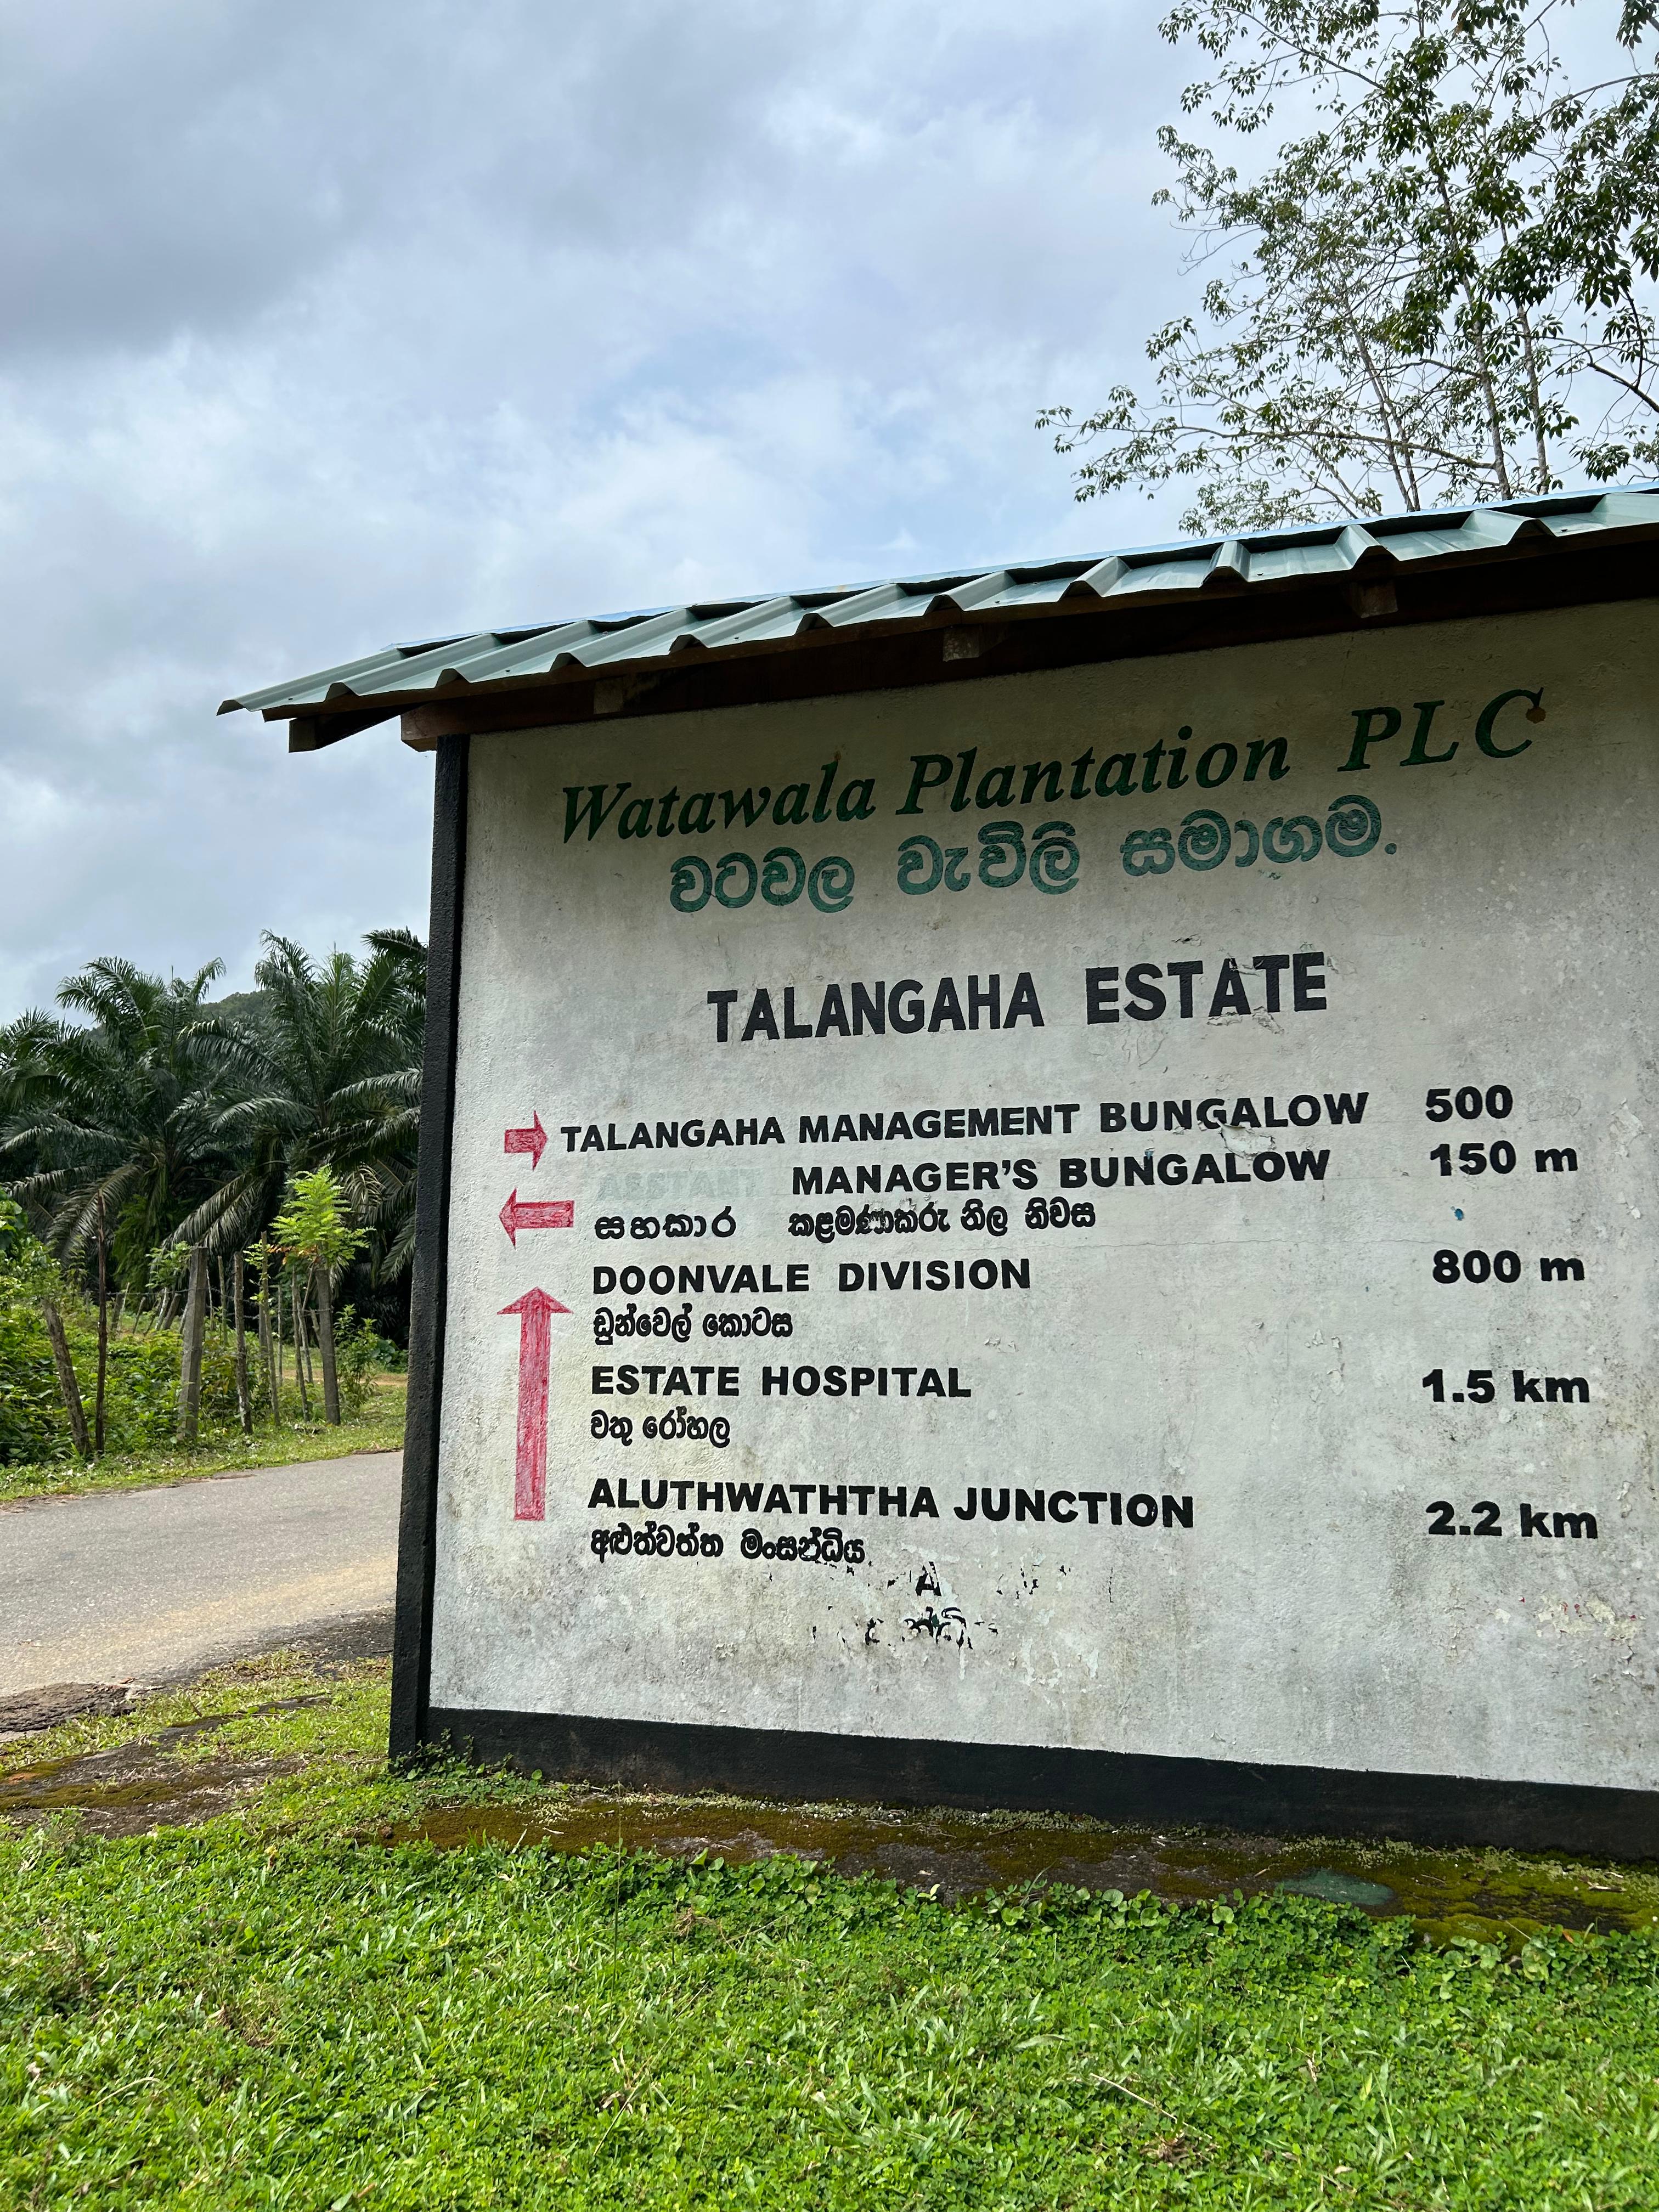 Watawala Plantation PLC
වටවල වැවිලි සමාගම.
TALANGAHA ESTATE
TALANGAHA MANAGEMENT BUNGALOW 500
MANAGER'S BUNGALOW 150 m
සහකාර කළමණාකරු නිල නිවස
DOONVALE DIVISION 800 m
ඩූන්වෙල් කොටස
ESTATE HOSPITAL 1.5 km
වතු රෝහල
ALUTHWATHTHA JUNCTION 2.2 km
අළුත්වත්ත මංසන්ධිය